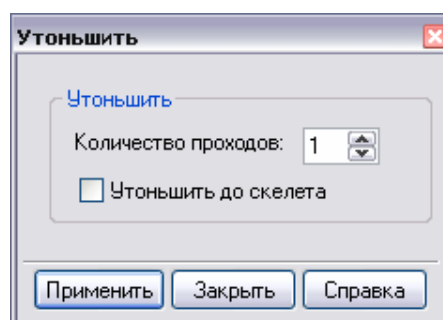 Утоньшить
Утоньшить
Количество проходов: 1
Утоньшить до скелета
Применить Закрыть Справка